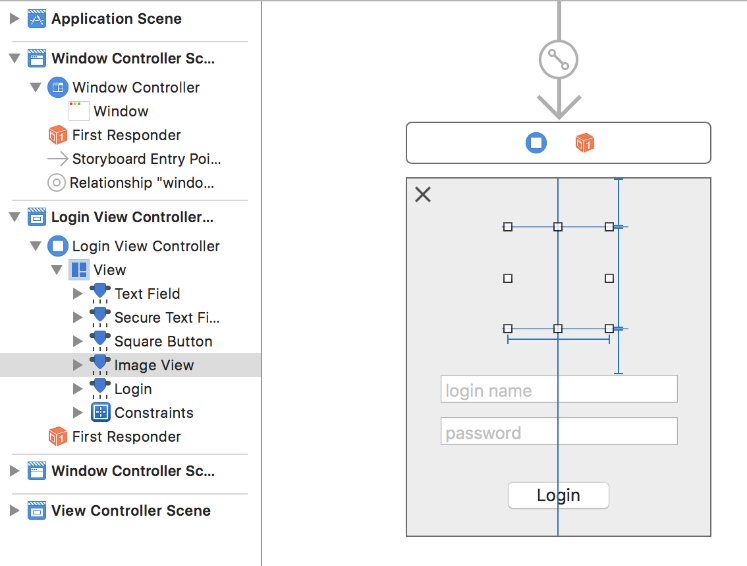 Application Scene
Window Controller Sc...
Window Controller
Window
First Responder
Storyboard Entry Poi...
Relationship "windo...
Login View Controller...
Login View Controller
View
Text Field
Secure Text Fi...
Square Button
Image View
Login
Constraints
First Responder
Window Controller Sc...
View Controller Scene
login name
password
Login